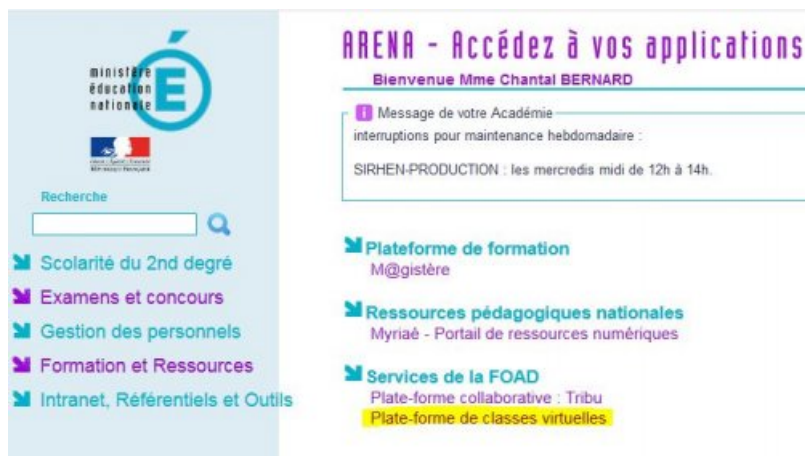 ministère
éducation
nationale
É
Recherche
Scolarité du 2nd degré
Examens et concours
Gestion des personnels
Formation et Ressources
Intranet, Référentiels et Outils
ARENA - Accédez à vos applications
Bienvenue Mme Chantal BERNARD
i Message de votre Académie
interruptions pour maintenance hebdomadaire :
SIRHEN-PRODUCTION : les mercredis midi de 12h à 14h.
Plateforme de formation
M@gistère
Ressources pédagogiques nationales
Myriaé - Portail de ressources numériques
Services de la FOAD
Plate-forme collaborative : Tribu
Plate-forme de classes virtuelles